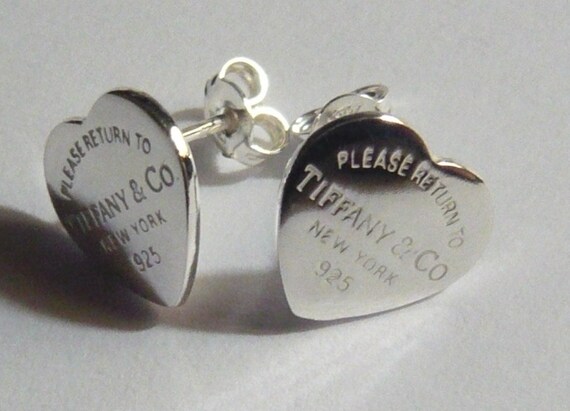 PLEASE RETURN TO
TIFFANY & CO
NEW YORK
925
PLEASE RETURN TO
TIFFANY & CO
NEW YORK
925